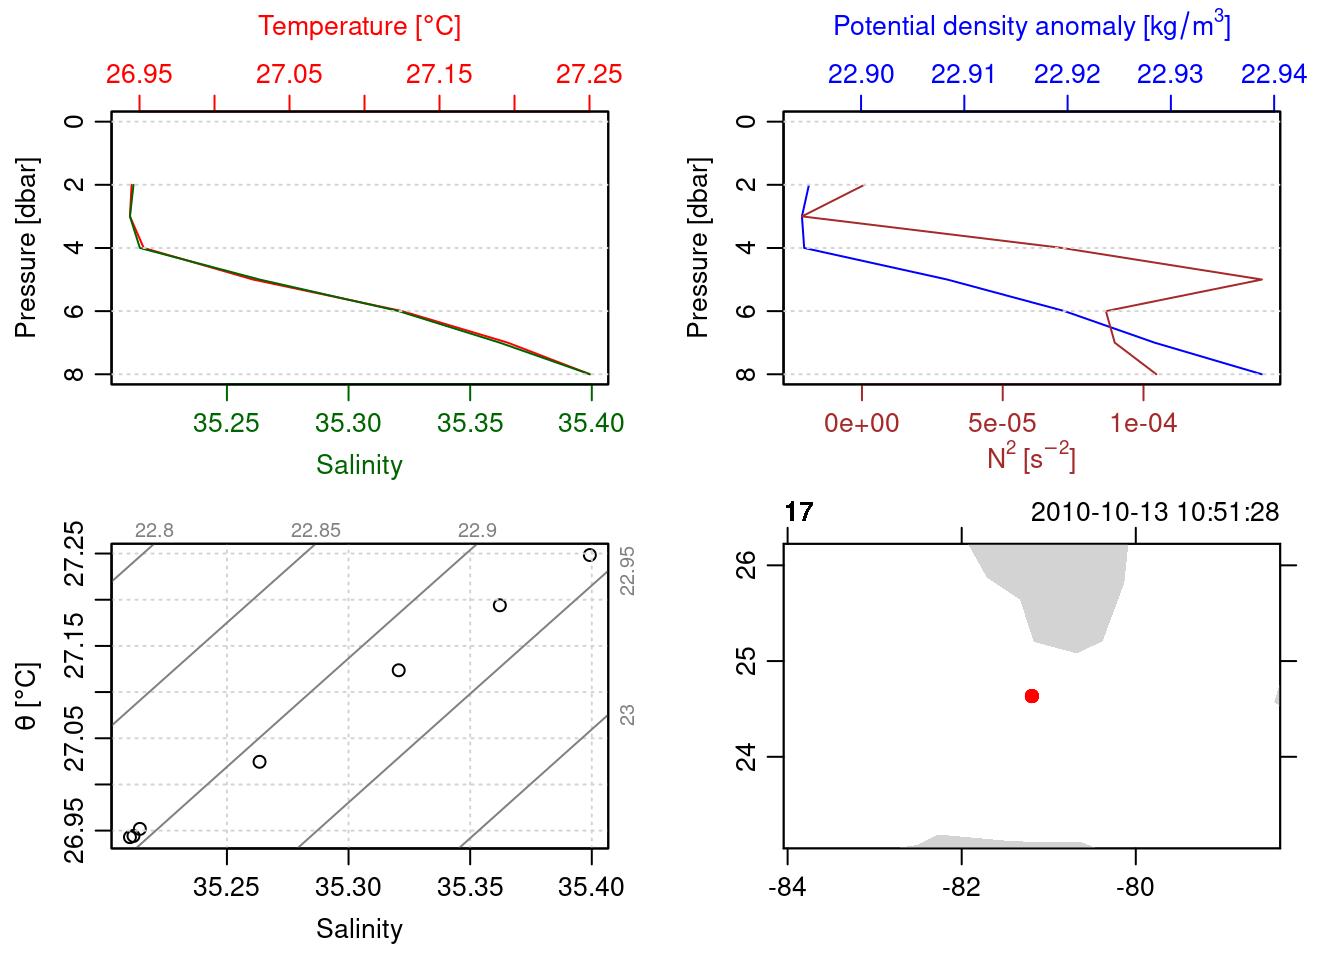 Temperature [°C]
26.95 27.05 27.15 27.25
Pressure [dbar]
0
2
4
6
8
35.25 35.30 35.35 35.40
Salinity
Potential density anomaly [kg/m³]
22.90 22.91 22.92 22.93 22.94
Pressure [dbar]
0
2
4
6
8
0e+00 5e-05 1e-04
N² [s⁻²]
22.8 22.85 22.9
22.95
23
θ [°C]
27.25
27.15
27.05
26.95
35.25 35.30 35.35 35.40
Salinity
17 2010-10-13 10:51:28
26
25
24
-84 -82 -80